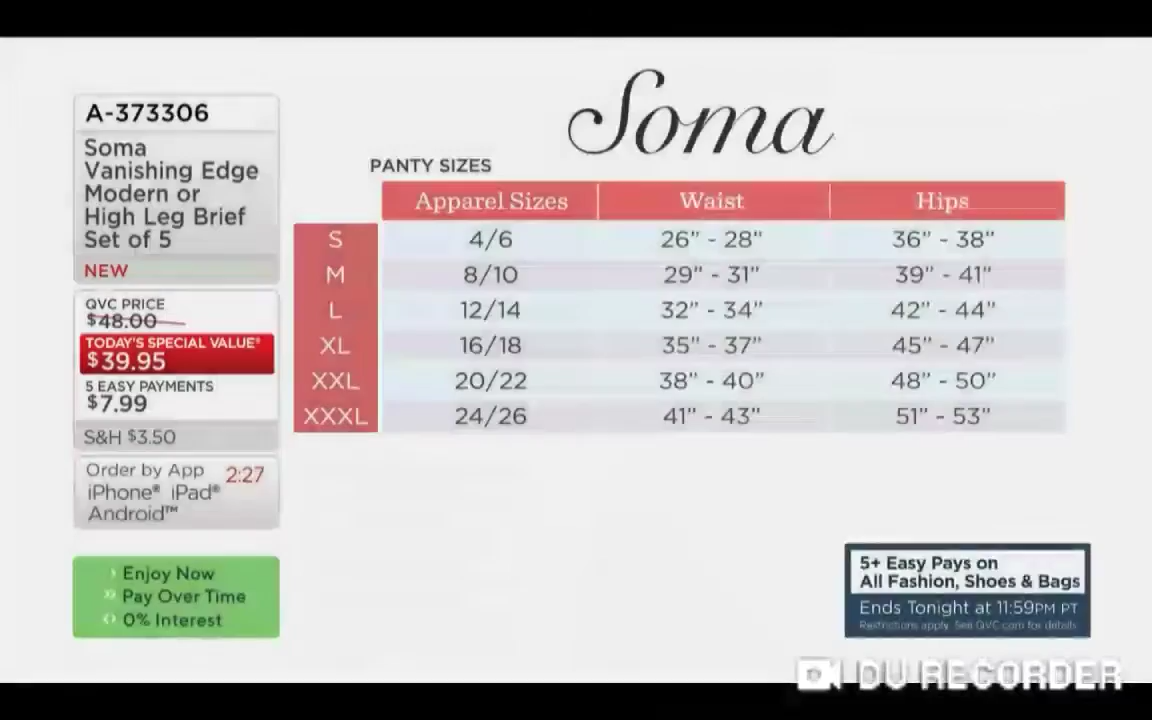 A-373306
Soma
Vanishing Edge
Modern or
High Leg Brief
Set of 5
NEW
QVC PRICE
$48.00
TODAY'S SPECIAL VALUE®
$39.95
5 EASY PAYMENTS
$7.99
S&H $3.50
Order by App 2:27
iPhone® iPad®
Android™
› Enjoy Now
» Pay Over Time
‹› 0% Interest
Soma
PANTY SIZES
Apparel Sizes Waist Hips
S 4/6 26” - 28” 36” - 38”
M 8/10 29” - 31” 39” - 41”
L 12/14 32” - 34” 42” - 44”
XL 16/18 35” - 37” 45” - 47”
XXL 20/22 38” - 40” 48” - 50”
XXXL 24/26 41” - 43” 51” - 53”
5+ Easy Pays on
All Fashion, Shoes & Bags
Ends Tonight at 11:59PM PT
Restrictions apply. See QVC.com for details.
DU RECORDER